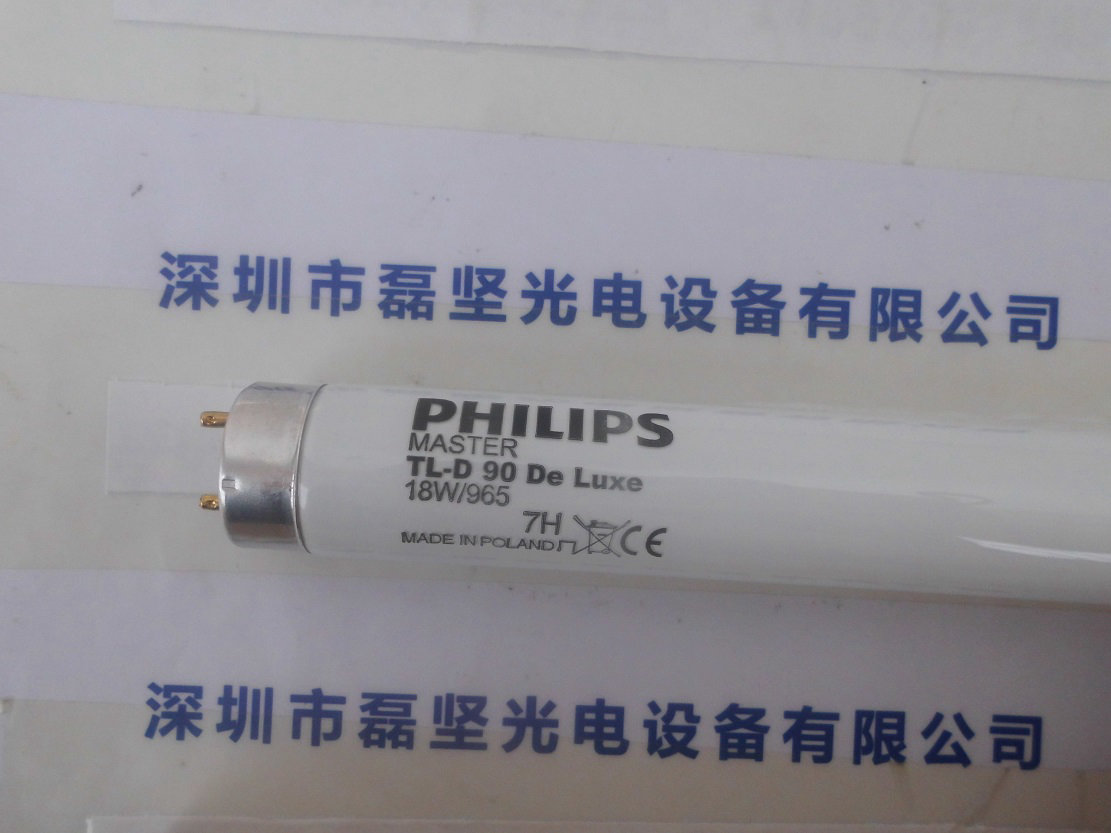 深圳市磊坚光电设备有限公司
PHILIPS
MASTER
TL-D 90 De Luxe
18W/965
7H
MADE IN POLAND CE
深圳市磊坚光电设备有限公司